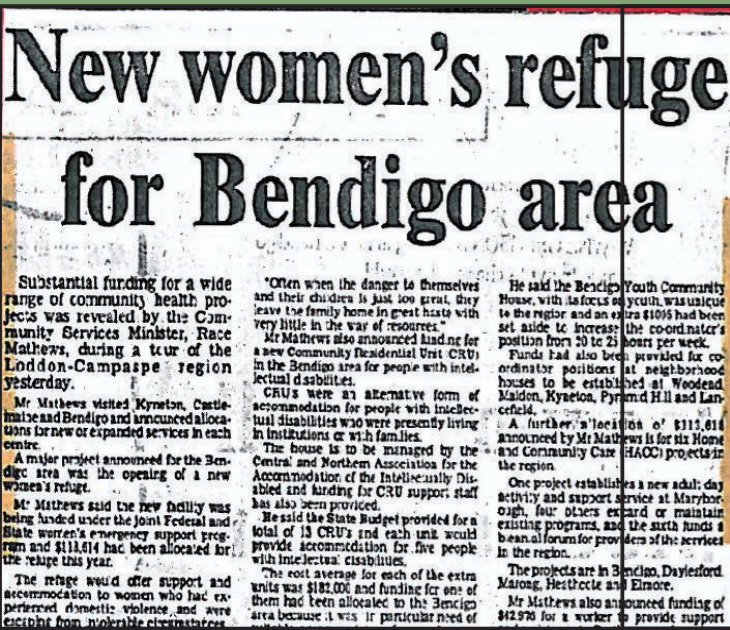 New women's refuge
for Bendigo area
Substantial funding for a wide
range of community health pro-
jects was revealed by the Com-
munity Services Minister, Race
Mathews, during a tour of the
Loddon-Campaspe region
yesterday.
Mr Mathews visited Kyneton, Castle-
maine and Bendigo and announced alloca-
tions for new or expanded services in each
centre.
A major project announced for the Ben-
digo area was the opening of a new
women's refuge.
Mr Mathews said the new facility was
being funded under the joint Federal and
State women's emergency support prog-
ram and $118,614 had been allocated for
the refuge this year.
The refuge would offer support and
accommodation to women who had ex-
perienced domestic violence and were
escaping from intolerable circumstances.
"Often when the danger to themselves
and their children is just too great, they
leave the family home in great haste with
very little in the way of resources."
Mr Mathews also announced funding for
a new Community Residential Unit (CRU)
in the Bendigo area for people with intel-
lectual disabilities.
CRUs were an alternative form of
accommodation for people with intellec-
tual disabilities who were presently living
in institutions or with families.
The house is to be managed by the
Central and Northern Association for the
Accommodation of the Intellectually Dis-
abled and funding for CRU support staff
has also been provided.
He said the State Budget provided for a
total of 13 CRU's and each unit would
provide accommodation for five people
with intellectual disabilities.
The cost average for each of the extra
units was $182,000 and funding for one of
them had been allocated to the Bendigo
area because it was in particular need of
He said the Bendigo Youth Community
House, with its focus on youth, was unique
to the region and an extra $1095 had been
set aside to increase the co-ordinator's
position from 20 to 25 hours per week.
Funds had also been provided for co-
ordinator positions at neighborhood
houses to be established at Woodend,
Maldon, Kyneton, Pyramid Hill and Lan-
cefield.
A further allocation of
announced by Mr Mathews is for six Home
and Community Care (HACC) projects in
the region.
One project establishes a new adult day
activity and support service at Marybor-
ough, four others expand or maintain
existing programs, and the sixth funds a
biennial forum for providers of the services
in the region.
The projects are in Bendigo, Daylesford,
Marong, Heathcote and Elmore.
Mr Mathews also announced funding of
$42,976 for a worker to provide support